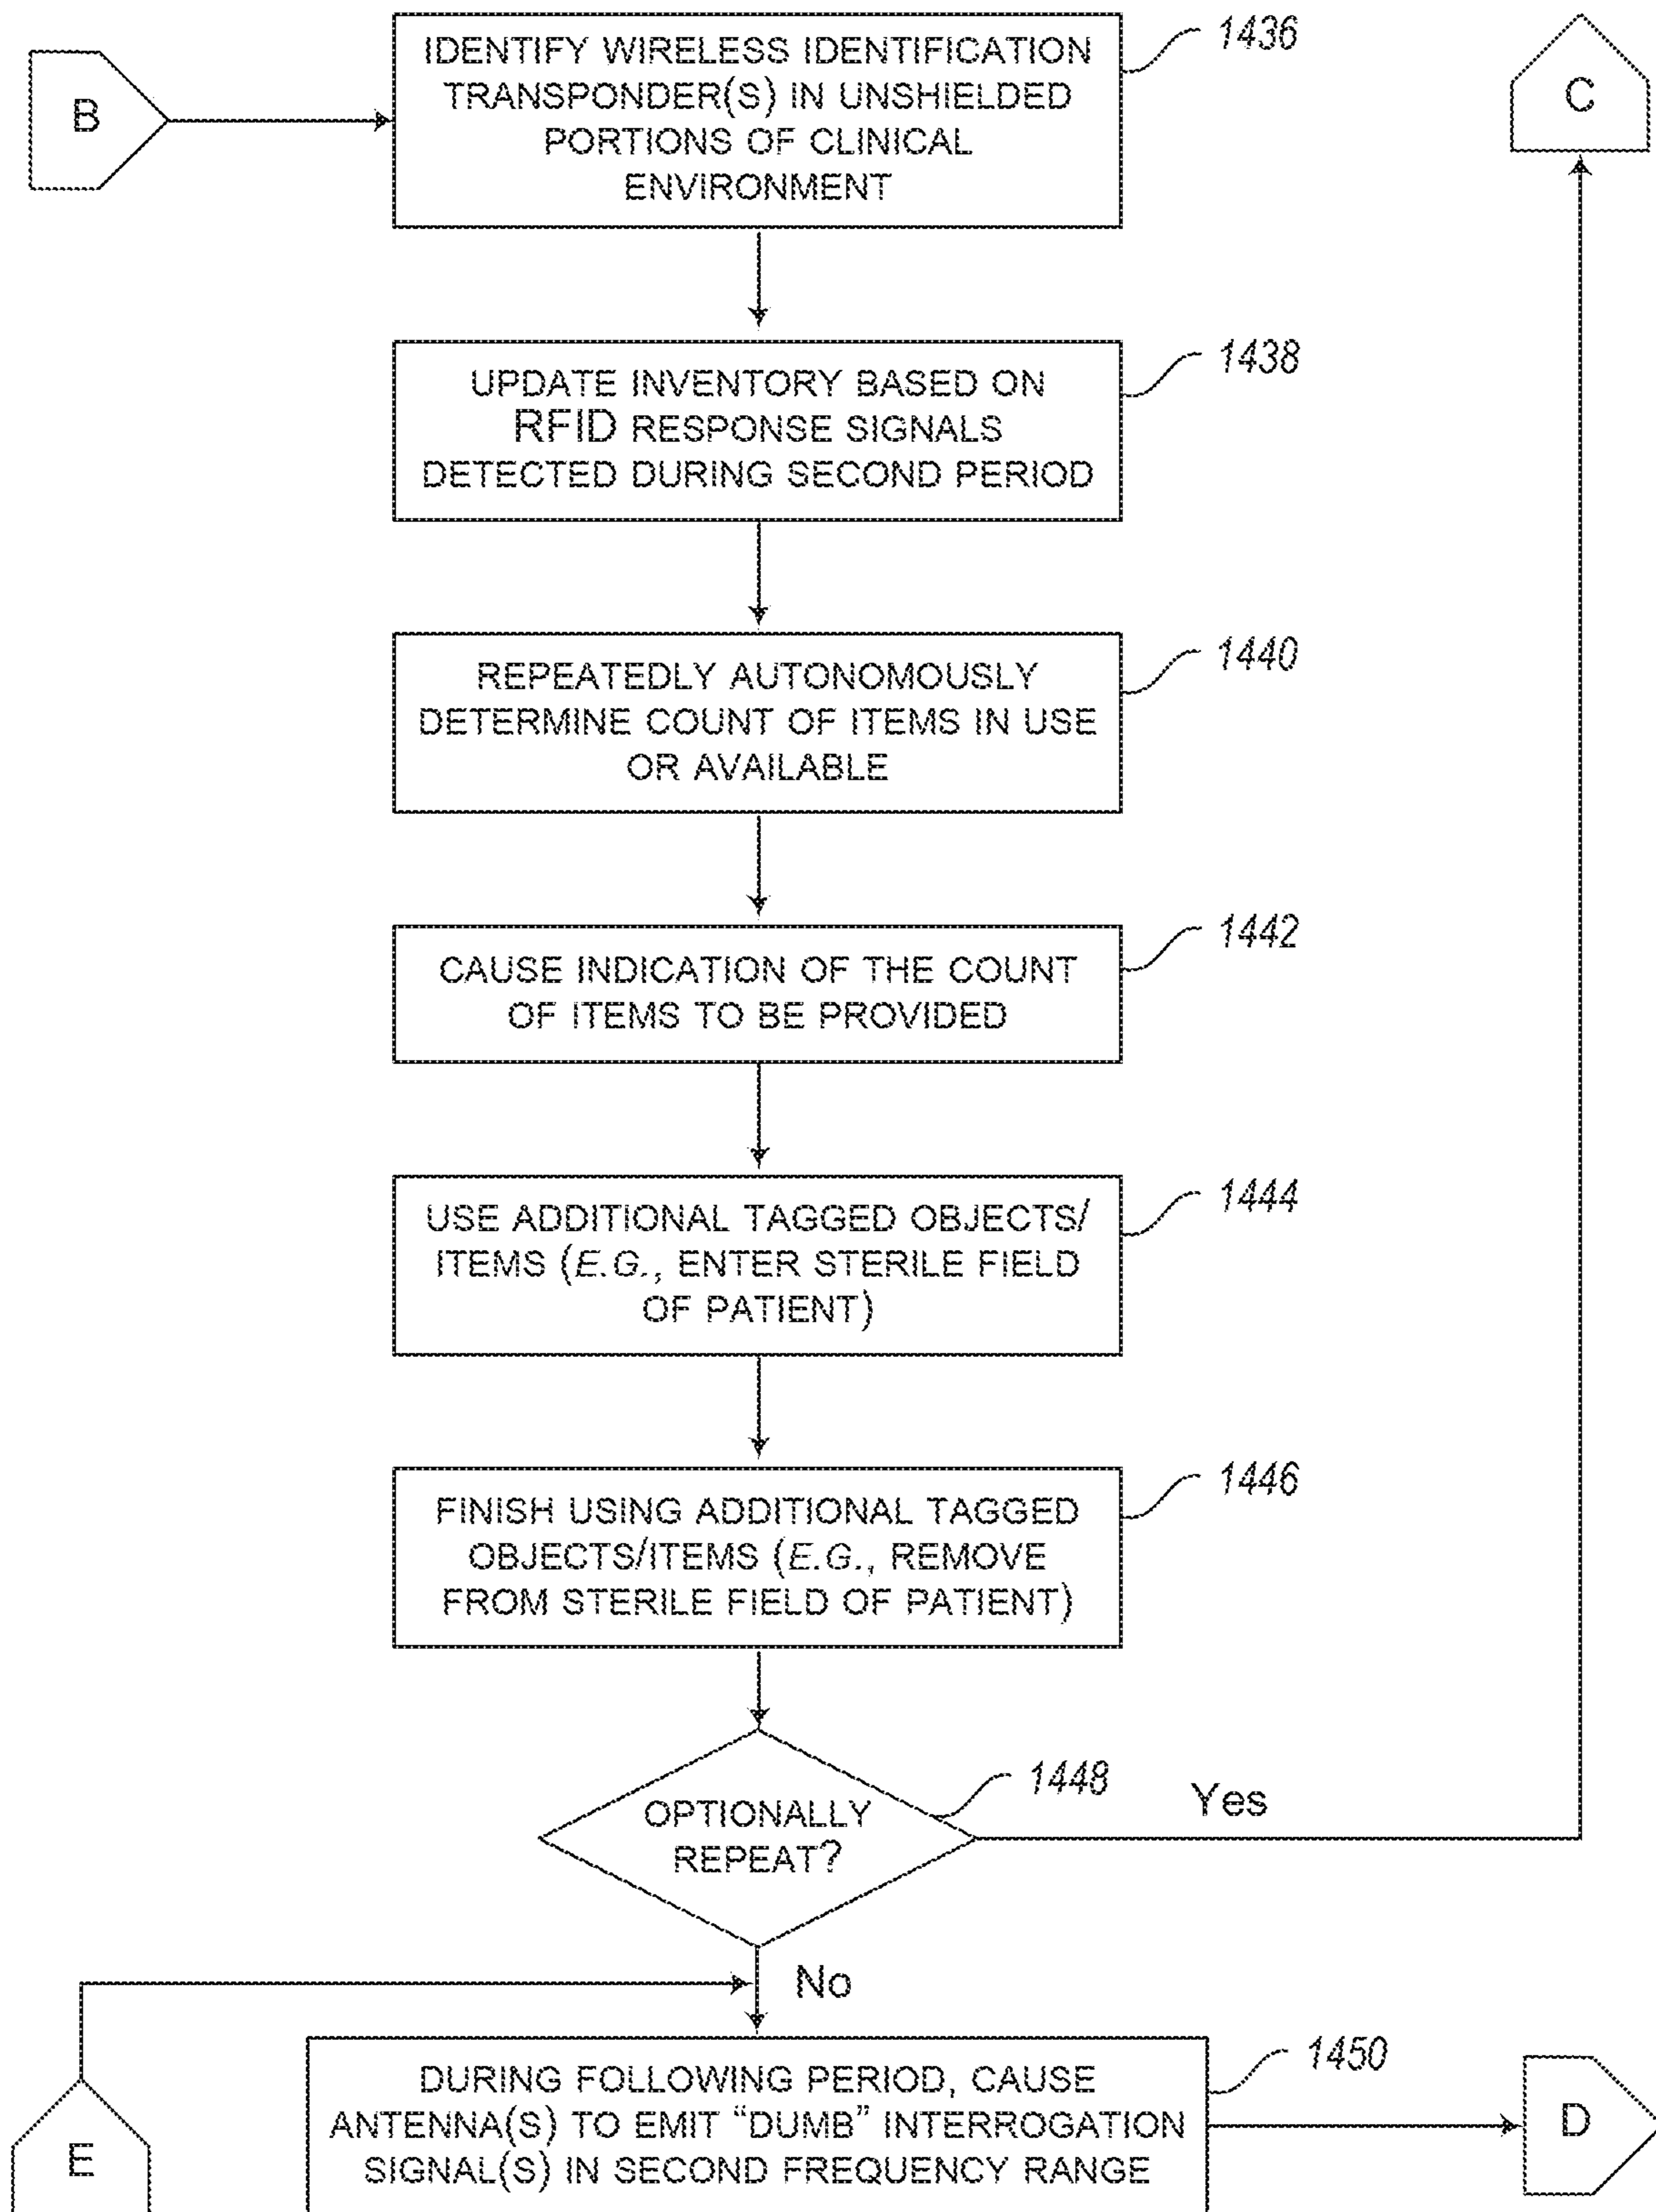 B
IDENTIFY WIRELESS IDENTIFICATION
TRANSPONDER(S) IN UNSHIELDED
PORTIONS OF CLINICAL
ENVIRONMENT
1436
C
UPDATE INVENTORY BASED ON
RFID RESPONSE SIGNALS
DETECTED DURING SECOND PERIOD
1438
REPEATEDLY AUTONOMOUSLY
DETERMINE COUNT OF ITEMS IN USE
OR AVAILABLE
1440
CAUSE INDICATION OF THE COUNT
OF ITEMS TO BE PROVIDED
1442
USE ADDITIONAL TAGGED OBJECTS/
ITEMS (E.G., ENTER STERILE FIELD
OF PATIENT)
1444
FINISH USING ADDITIONAL TAGGED
OBJECTS/ITEMS (E.G., REMOVE
FROM STERILE FIELD OF PATIENT)
1446
OPTIONALLY
REPEAT?
1448
Yes
No
E
DURING FOLLOWING PERIOD, CAUSE
ANTENNA(S) TO EMIT “DUMB” INTERROGATION
SIGNAL(S) IN SECOND FREQUENCY RANGE
1450
D